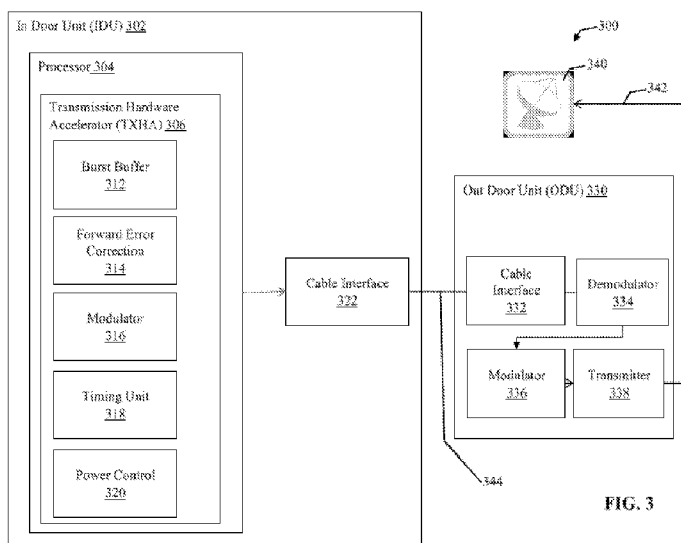 In Door Unit (IDU) 302
Processor 304
Transmission Hardware
Accelerator (TXHA) 306
Burst Buffer
312
Forward Error
Correction
314
Modulator
316
Timing Unit
318
Power Control
320
Cable Interface
322
300
340
342
Out Door Unit (ODU) 330
Cable
Interface
332
Demodulator
334
Modulator
336
Transmitter
338
344
FIG. 3